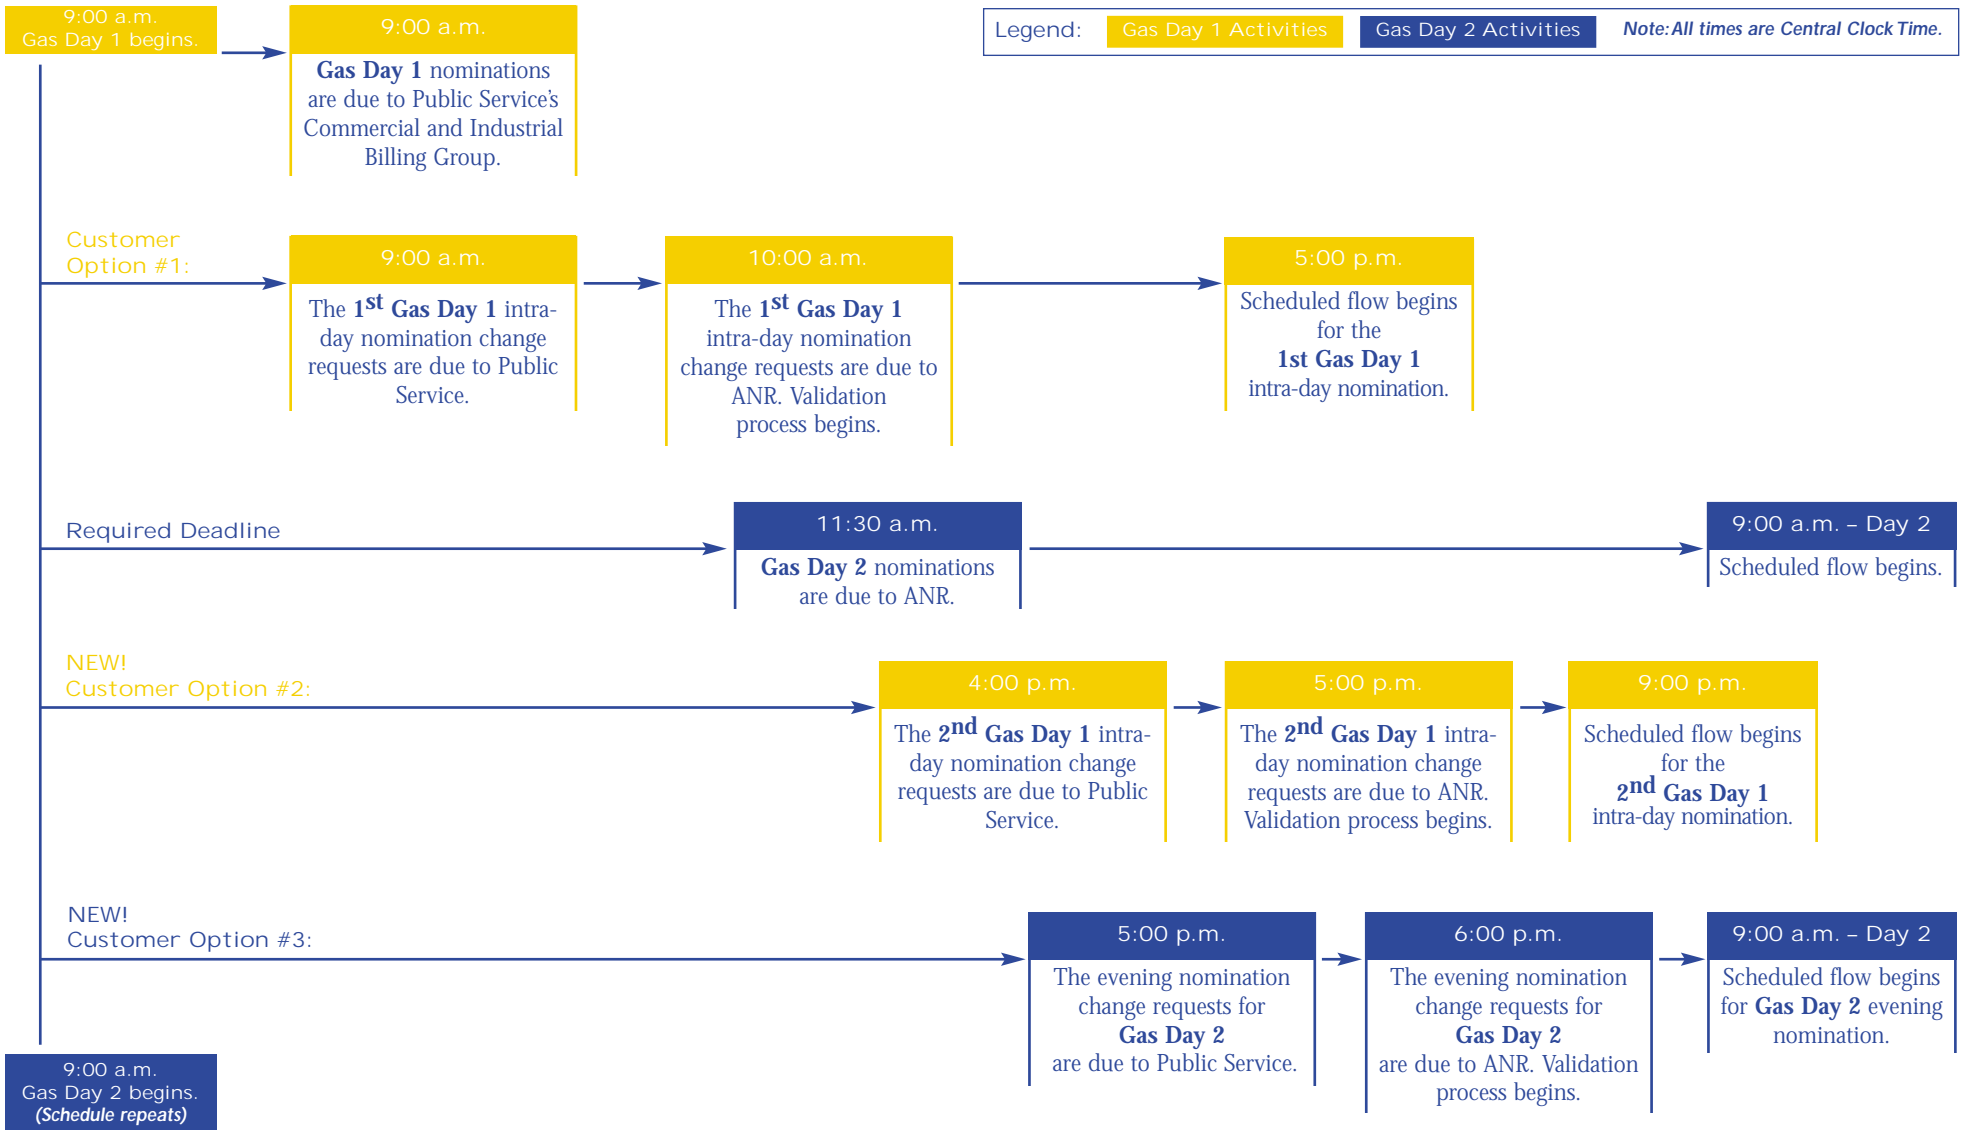 9:00 a.m.
Gas Day 1 begins.
9:00 a.m.
Gas Day 1 nominations
are due to Public Service's
Commercial and Industrial
Billing Group.
Legend:
Gas Day 1 Activities
Gas Day 2 Activities
Note: All times are Central Clock Time.
Customer
Option #1:
9:00 a.m.
The 1st Gas Day 1 intra-
day nomination change
requests are due to Public
Service.
10:00 a.m.
The 1st Gas Day 1
intra-day nomination
change requests are due to
ANR. Validation
process begins.
5:00 p.m.
Scheduled flow begins
for the
1st Gas Day 1
intra-day nomination.
Required Deadline
11:30 a.m.
Gas Day 2 nominations
are due to ANR.
9:00 a.m. – Day 2
Scheduled flow begins.
NEW!
Customer Option #2:
4:00 p.m.
The 2nd Gas Day 1 intra-
day nomination change
requests are due to Public
Service.
5:00 p.m.
The 2nd Gas Day 1 intra-
day nomination change
requests are due to ANR.
Validation process begins.
9:00 p.m.
Scheduled flow begins
for the
2nd Gas Day 1
intra-day nomination.
NEW!
Customer Option #3:
5:00 p.m.
The evening nomination
change requests for
Gas Day 2
are due to Public Service.
6:00 p.m.
The evening nomination
change requests for
Gas Day 2
are due to ANR. Validation
process begins.
9:00 a.m. – Day 2
Scheduled flow begins
for Gas Day 2 evening
nomination.
9:00 a.m.
Gas Day 2 begins.
(Schedule repeats)